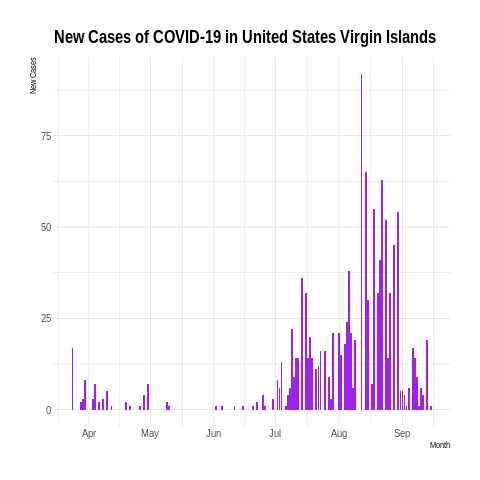 New Cases of COVID-19 in United States Virgin Islands
New Cases
75
50
25
0
Apr May Jun Jul Aug Sep
Month